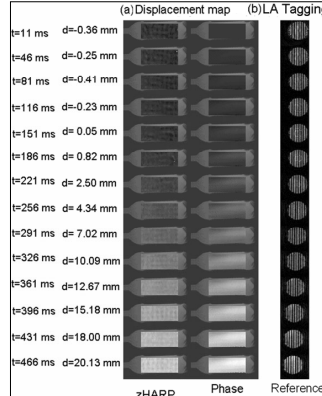 (a) Displacement map (b) LA Tagging
t=11 ms d=-0.36 mm
t=46 ms d=-0.25 mm
t=81 ms d=-0.41 mm
t=116 ms d=-0.23 mm
t=151 ms d=0.05 mm
t=186 ms d=0.82 mm
t=221 ms d=2.50 mm
t=256 ms d=4.34 mm
t=291 ms d=7.02 mm
t=326 ms d=10.09 mm
t=361 ms d=12.67 mm
t=396 ms d=15.18 mm
t=431 ms d=18.00 mm
t=466 ms d=20.13 mm
zHARP Phase Reference